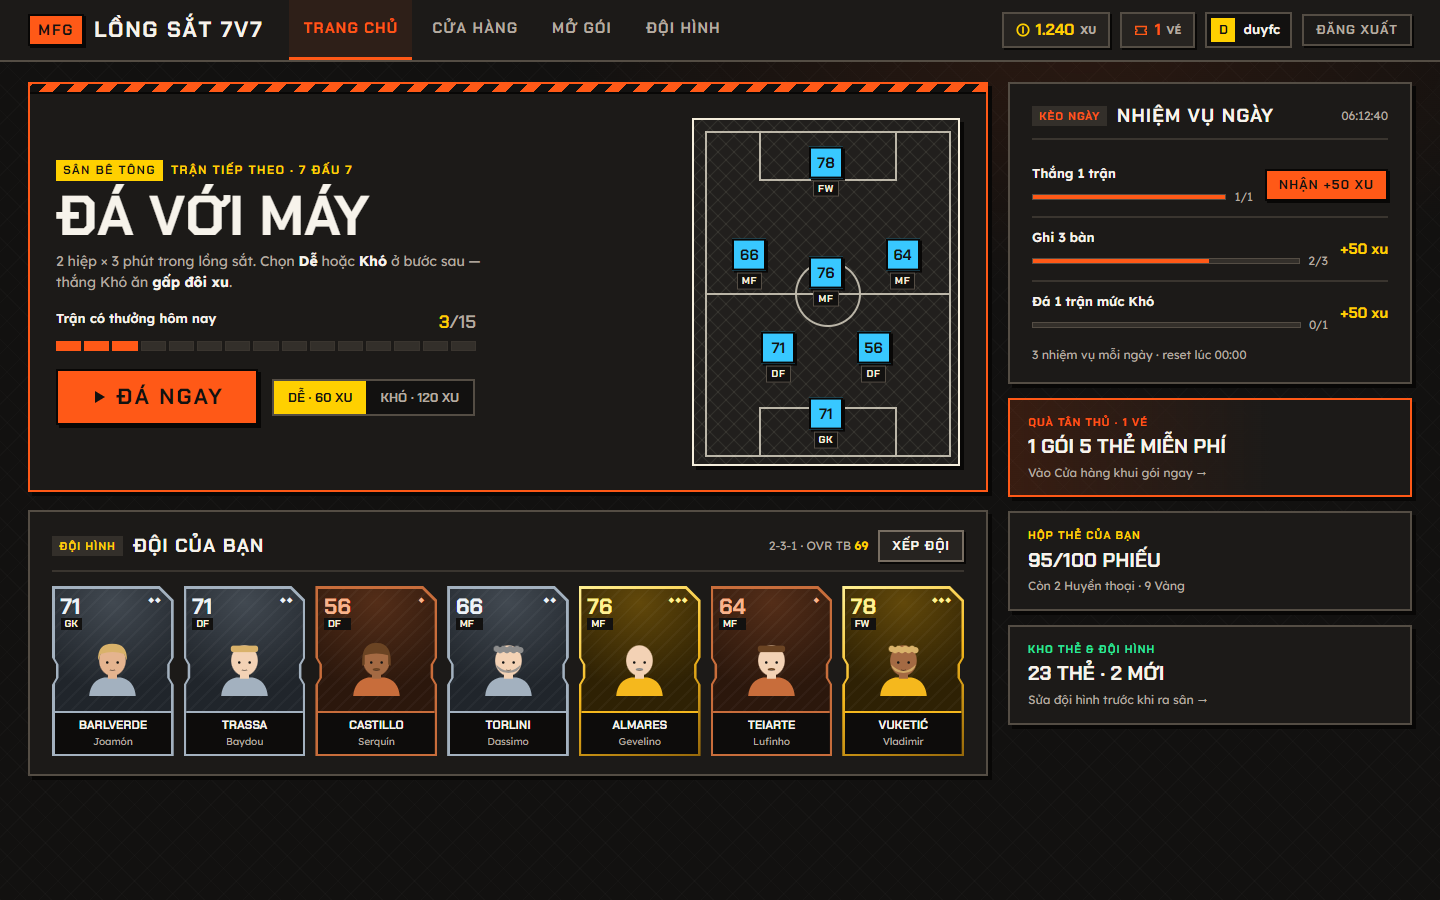 MFG LỒNG SẮT 7V7
TRANG CHỦ
CỬA HÀNG
MỞ GÓI
ĐỘI HÌNH
1.240 XU
1 VÉ
D duyfc
ĐĂNG XUẤT
SÂN BÊ TÔNG TRẬN TIẾP THEO · 7 ĐẤU 7
ĐÁ VỚI MÁY
2 hiệp × 3 phút trong lồng sắt. Chọn Dễ hoặc Khó ở bước sau —
thắng Khó ăn gấp đôi xu.
Trận có thưởng hôm nay 3/15
ĐÁ NGAY
DỄ · 60 XU
KHÓ · 120 XU
78
FW
66
MF
76
MF
64
MF
71
DF
56
DF
71
GK
ĐỘI HÌNH ĐỘI CỦA BẠN
2-3-1 · OVR TB 69
XẾP ĐỘI
71
GK
BARLVERDE
Joamón
71
DF
TRASSA
Baydou
56
DF
CASTILLO
Serquin
66
MF
TORLINI
Dassimo
76
MF
ALMARES
Gevelino
64
MF
TEIARTE
Lufinho
78
FW
VUKETIĆ
Vladimir
KÈO NGÀY NHIỆM VỤ NGÀY 06:12:40
Thắng 1 trận
1/1
NHẬN +50 XU
Ghi 3 bàn
2/3
+50 xu
Đá 1 trận mức Khó
0/1
+50 xu
3 nhiệm vụ mỗi ngày · reset lúc 00:00
QUÀ TÂN THỦ · 1 VÉ
1 GÓI 5 THẺ MIỄN PHÍ
Vào Cửa hàng khui gói ngay →
HỘP THẺ CỦA BẠN
95/100 PHIẾU
Còn 2 Huyền thoại · 9 Vàng
KHO THẺ & ĐỘI HÌNH
23 THẺ · 2 MỚI
Sửa đội hình trước khi ra sân →